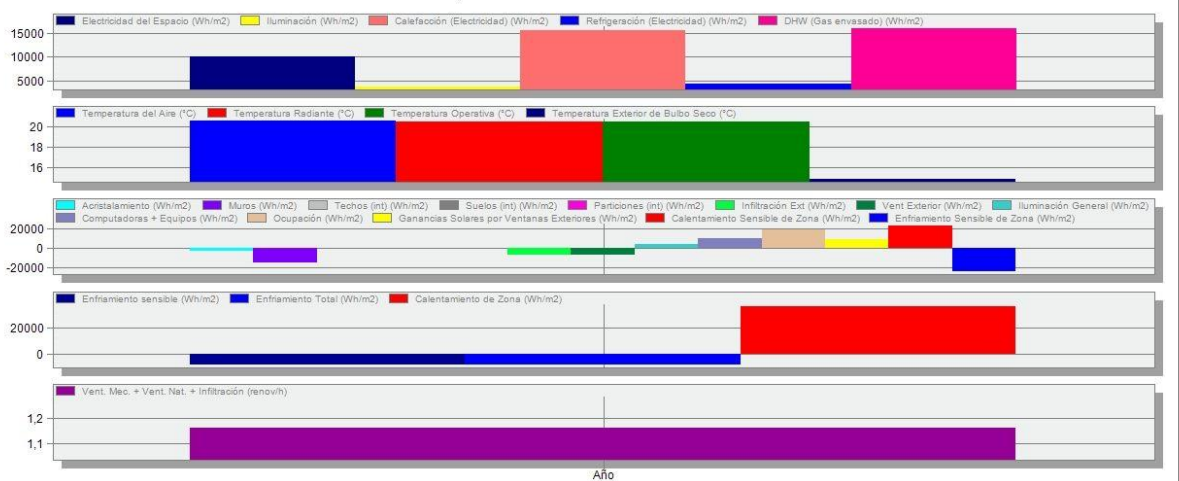 Electricidad del Espacio (Wh/m2) Iluminación (Wh/m2) Calefacción (Electricidad) (Wh/m2) Refrigeración (Electricidad) (Wh/m2) DHW (Gas envasado) (Wh/m2)
15000
10000
5000
Temperatura del Aire (°C) Temperatura Radiante (°C) Temperatura Operativa (°C) Temperatura Exterior de Bulbo Seco (°C)
20
18
16
Acristalamiento (Wh/m2) Muros (Wh/m2) Techos (int) (Wh/m2) Suelos (int) (Wh/m2) Particiones (int) (Wh/m2) Infiltración Ext (Wh/m2) Vent Exterior (Wh/m2) Iluminación General (Wh/m2)
Computadoras + Equipos (Wh/m2) Ocupación (Wh/m2) Ganancias Solares por Ventanas Exteriores (Wh/m2) Calentamiento Sensible de Zona (Wh/m2) Enfriamiento Sensible de Zona (Wh/m2)
20000
0
-20000
Enfriamiento sensible (Wh/m2) Enfriamiento Total (Wh/m2) Calentamiento de Zona (Wh/m2)
20000
0
Vent. Mec. + Vent. Nat. + Infiltración (renov/h)
1,2
1,1
Año